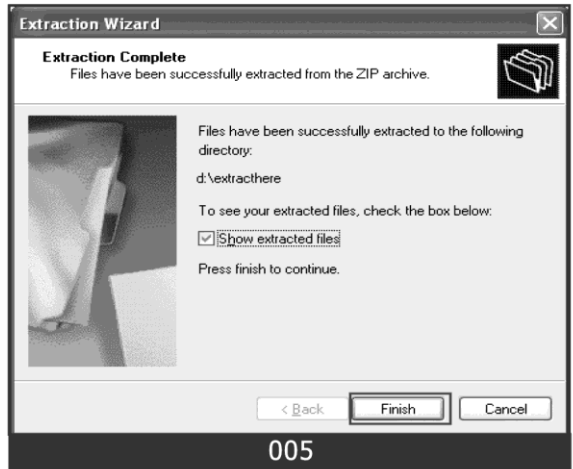 Extraction Wizard
Extraction Complete
Files have been successfully extracted from the ZIP archive.
Files have been successfully extracted to the following
directory:
d:\extracthere
To see your extracted files, check the box below:
Show extracted files
Press finish to continue.
< Back
Finish
Cancel
005